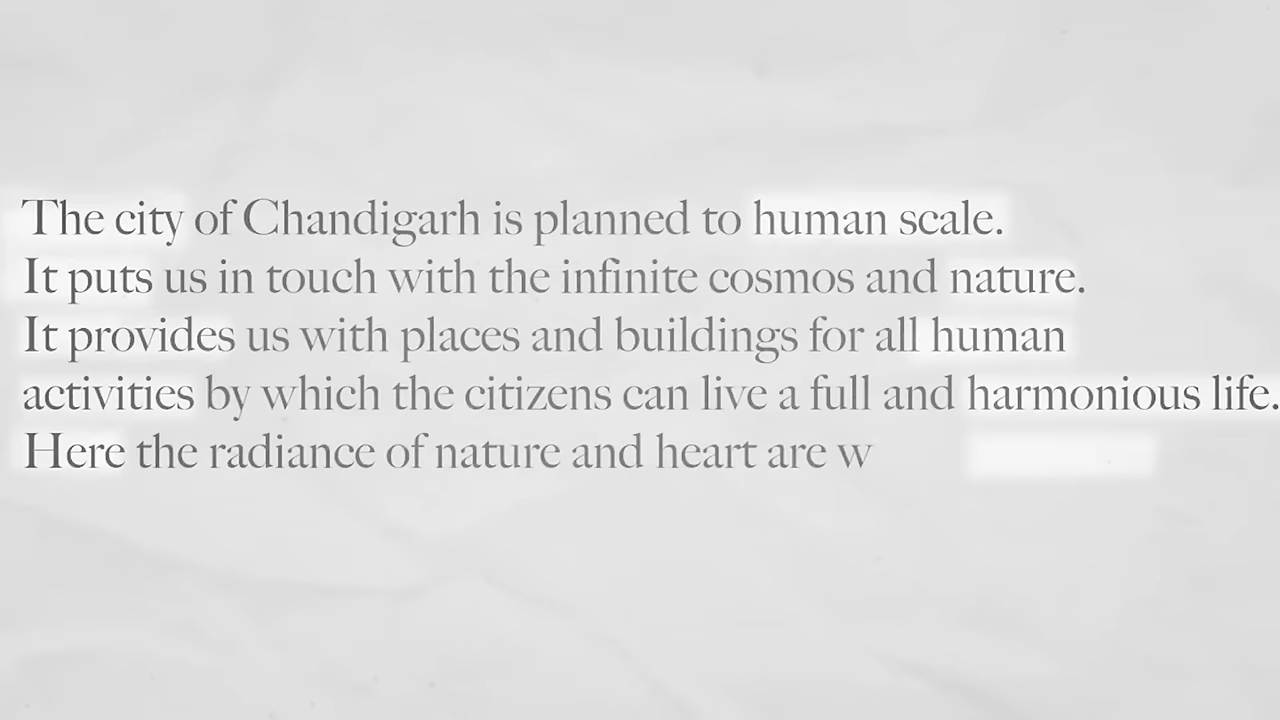 The city of Chandigarh is planned to human scale.
It puts us in touch with the infinite cosmos and nature.
It provides us with places and buildings for all human
activities by which the citizens can live a full and harmonious life.
Here the radiance of nature and heart are w